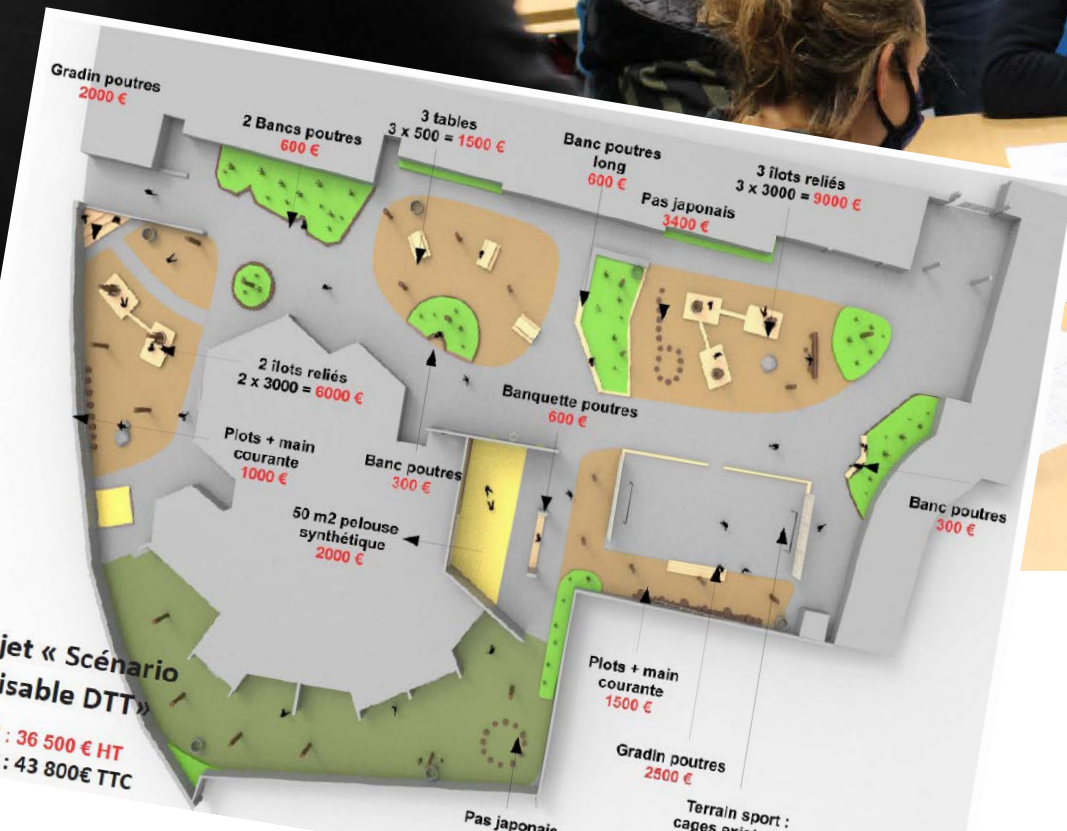 Gradin poutres
2000 €
2 Bancs poutres
600 €
3 tables
3 x 500 = 1500 €
Banc poutres
long
600 €
3 îlots reliés
3 x 3000 = 9000 €
Pas japonais
3400 €
2 îlots reliés
2 x 3000 = 6000 €
Banquette poutres
600 €
Plots + main
courante
1000 €
Banc poutres
300 €
50 m2 pelouse
synthétique
2000 €
Banc poutres
300 €
jet « Scénario
isable DTT»
: 36 500 € HT
: 43 800€ TTC
Plots + main
courante
1500 €
Gradin poutres
2500 €
Terrain sport :
cages
Pas japonais